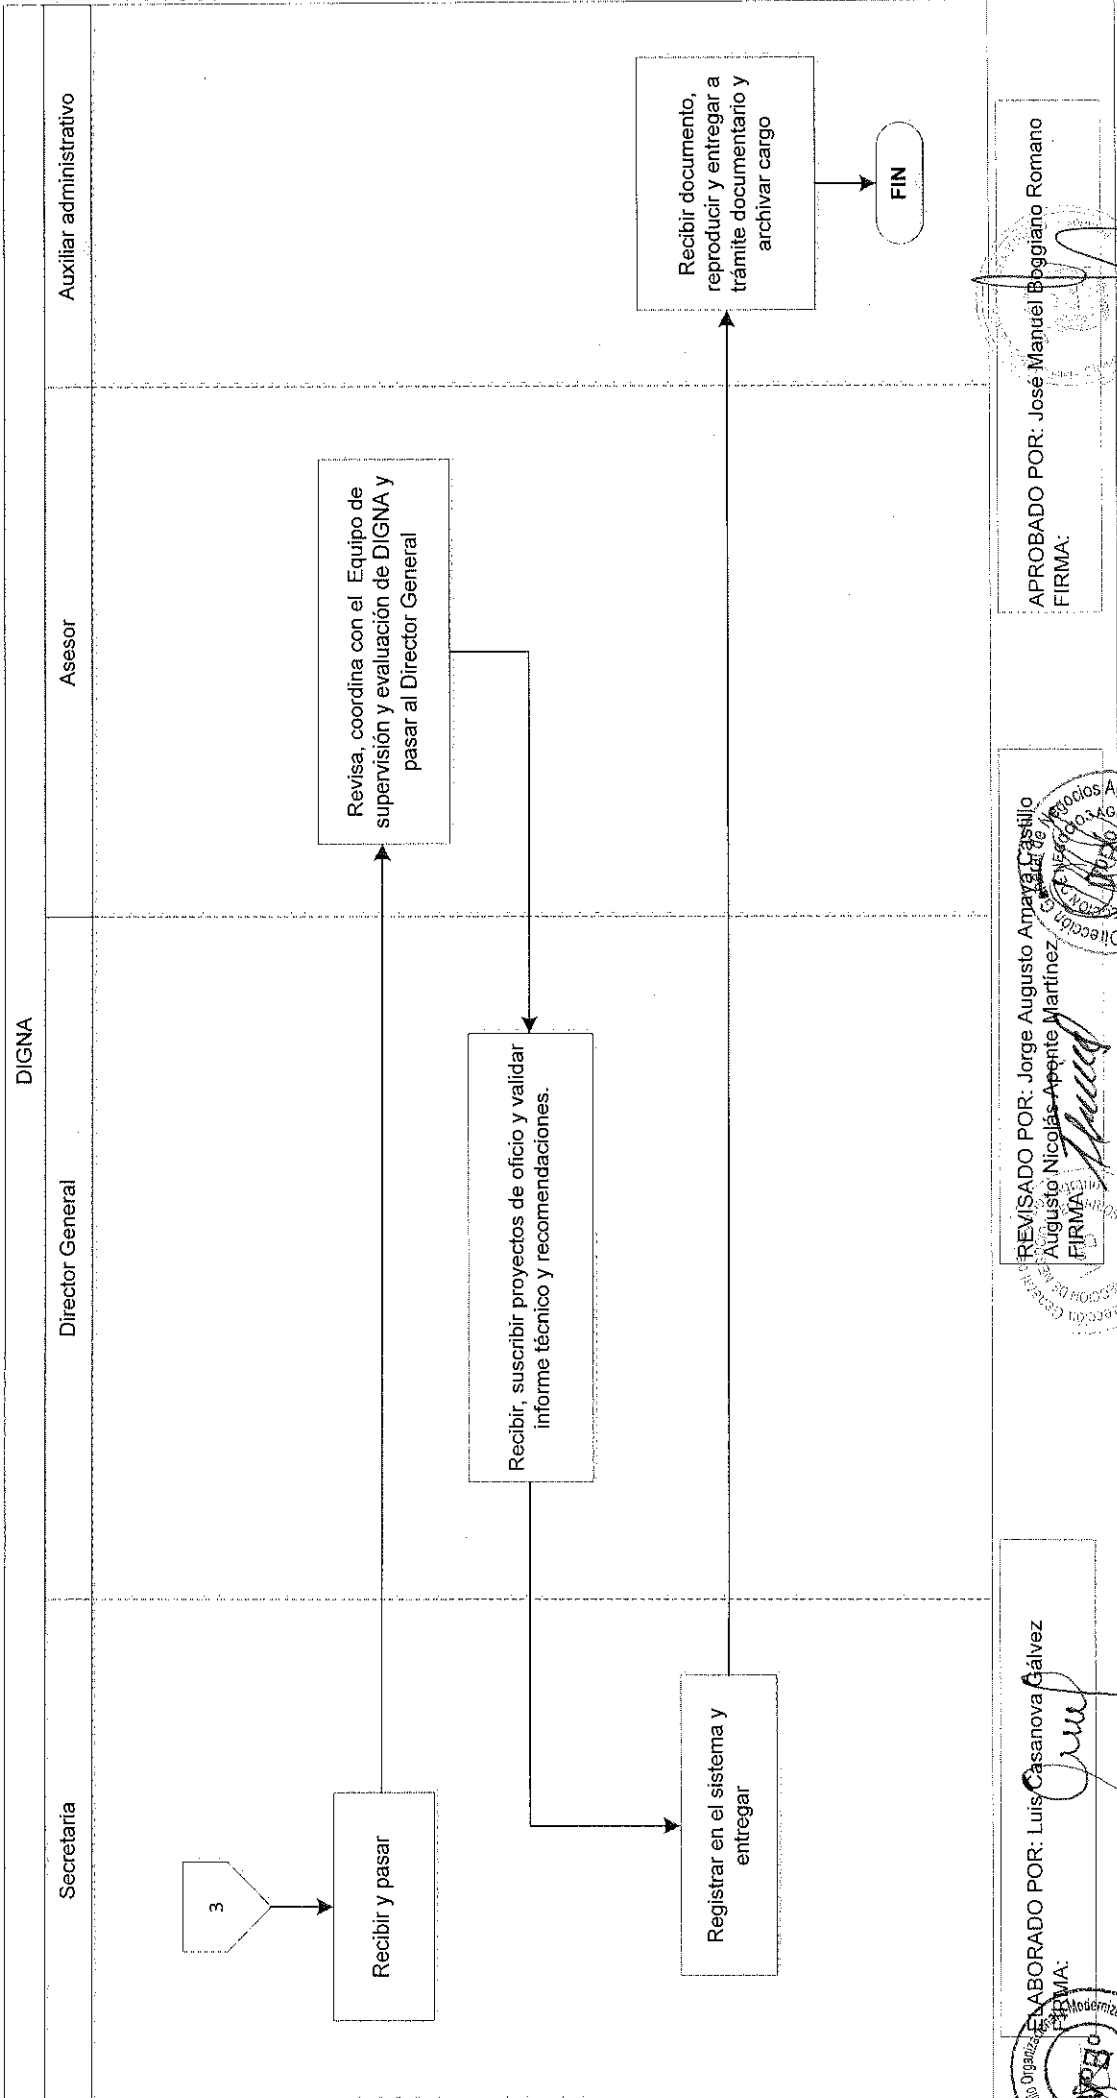 DIGNA
Secretaria
Director General
Asesor
Auxiliar administrativo
3
Recibir y pasar
Revisa, coordina con el Equipo de
supervisión y evaluación de DIGNA y
pasar al Director General
Recibir, suscribir proyectos de oficio y validar
informe técnico y recomendaciones.
Registrar en el sistema y
entregar
Recibir documento,
reproducir y entregar a
trámite documentario y
archivar cargo
FIN
ELABORADO POR: Luis Casanova Gálvez
FIRMA:
REVISADO POR: Jorge Augusto Amaya Castillo
Augusto Nicolás Aponte Martínez
FIRMA:
APROBADO POR: José Manuel Boggiano Romano
FIRMA: